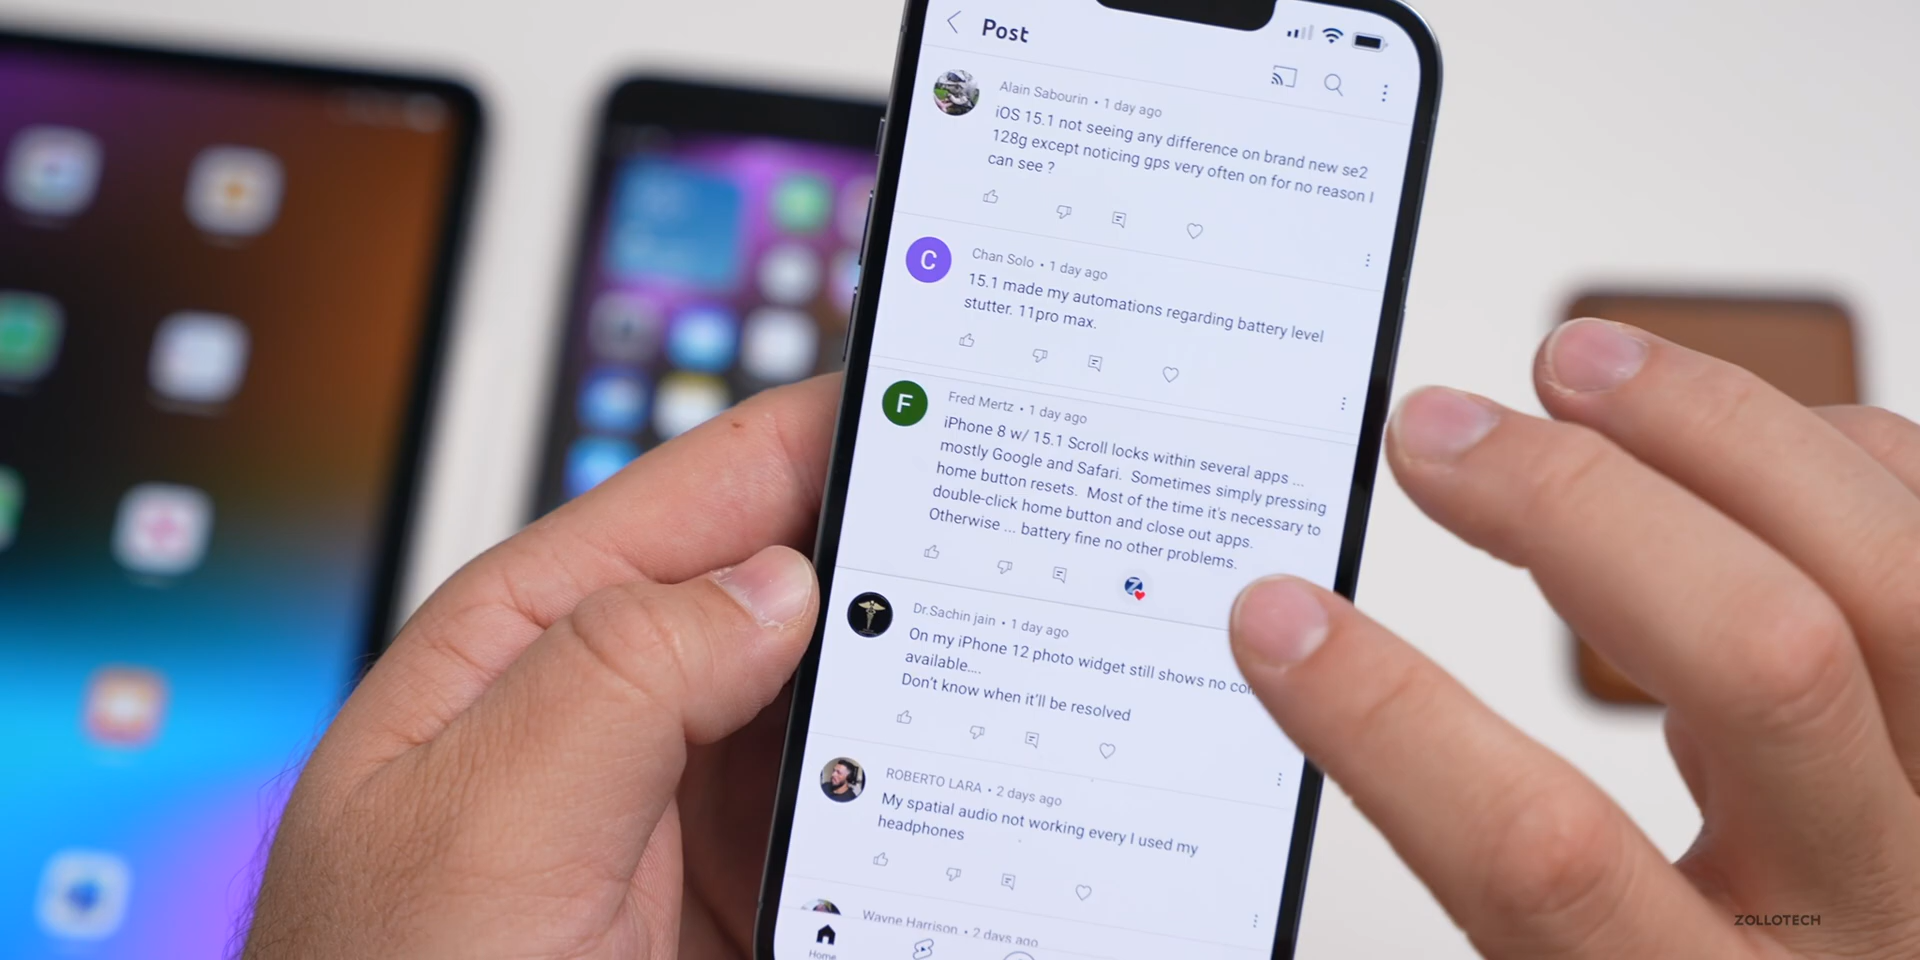 Post
Alain Sabourin • 1 day ago
iOS 15.1 not seeing any difference on brand new se2
128g except noticing gps very often on for no reason I
can see ?
C
Chan Solo • 1 day ago
15.1 made my automations regarding battery level
stutter. 11pro max.
F
Fred Mertz • 1 day ago
iPhone 8 w/ 15.1 Scroll locks within several apps ...
mostly Google and Safari.  Sometimes simply pressing
home button resets.  Most of the time it's necessary to
double-click home button and close out apps.
Otherwise ... battery fine no other problems.
Z
Dr.Sachin jain • 1 day ago
On my iPhone 12 photo widget still shows no
available....
Don't know when it'll be resolved
ROBERTO LARA • 2 days ago
My spatial audio not working every I used my
headphones
Wayne Harrison • 2 days ago
Home
ZOLLOTECH